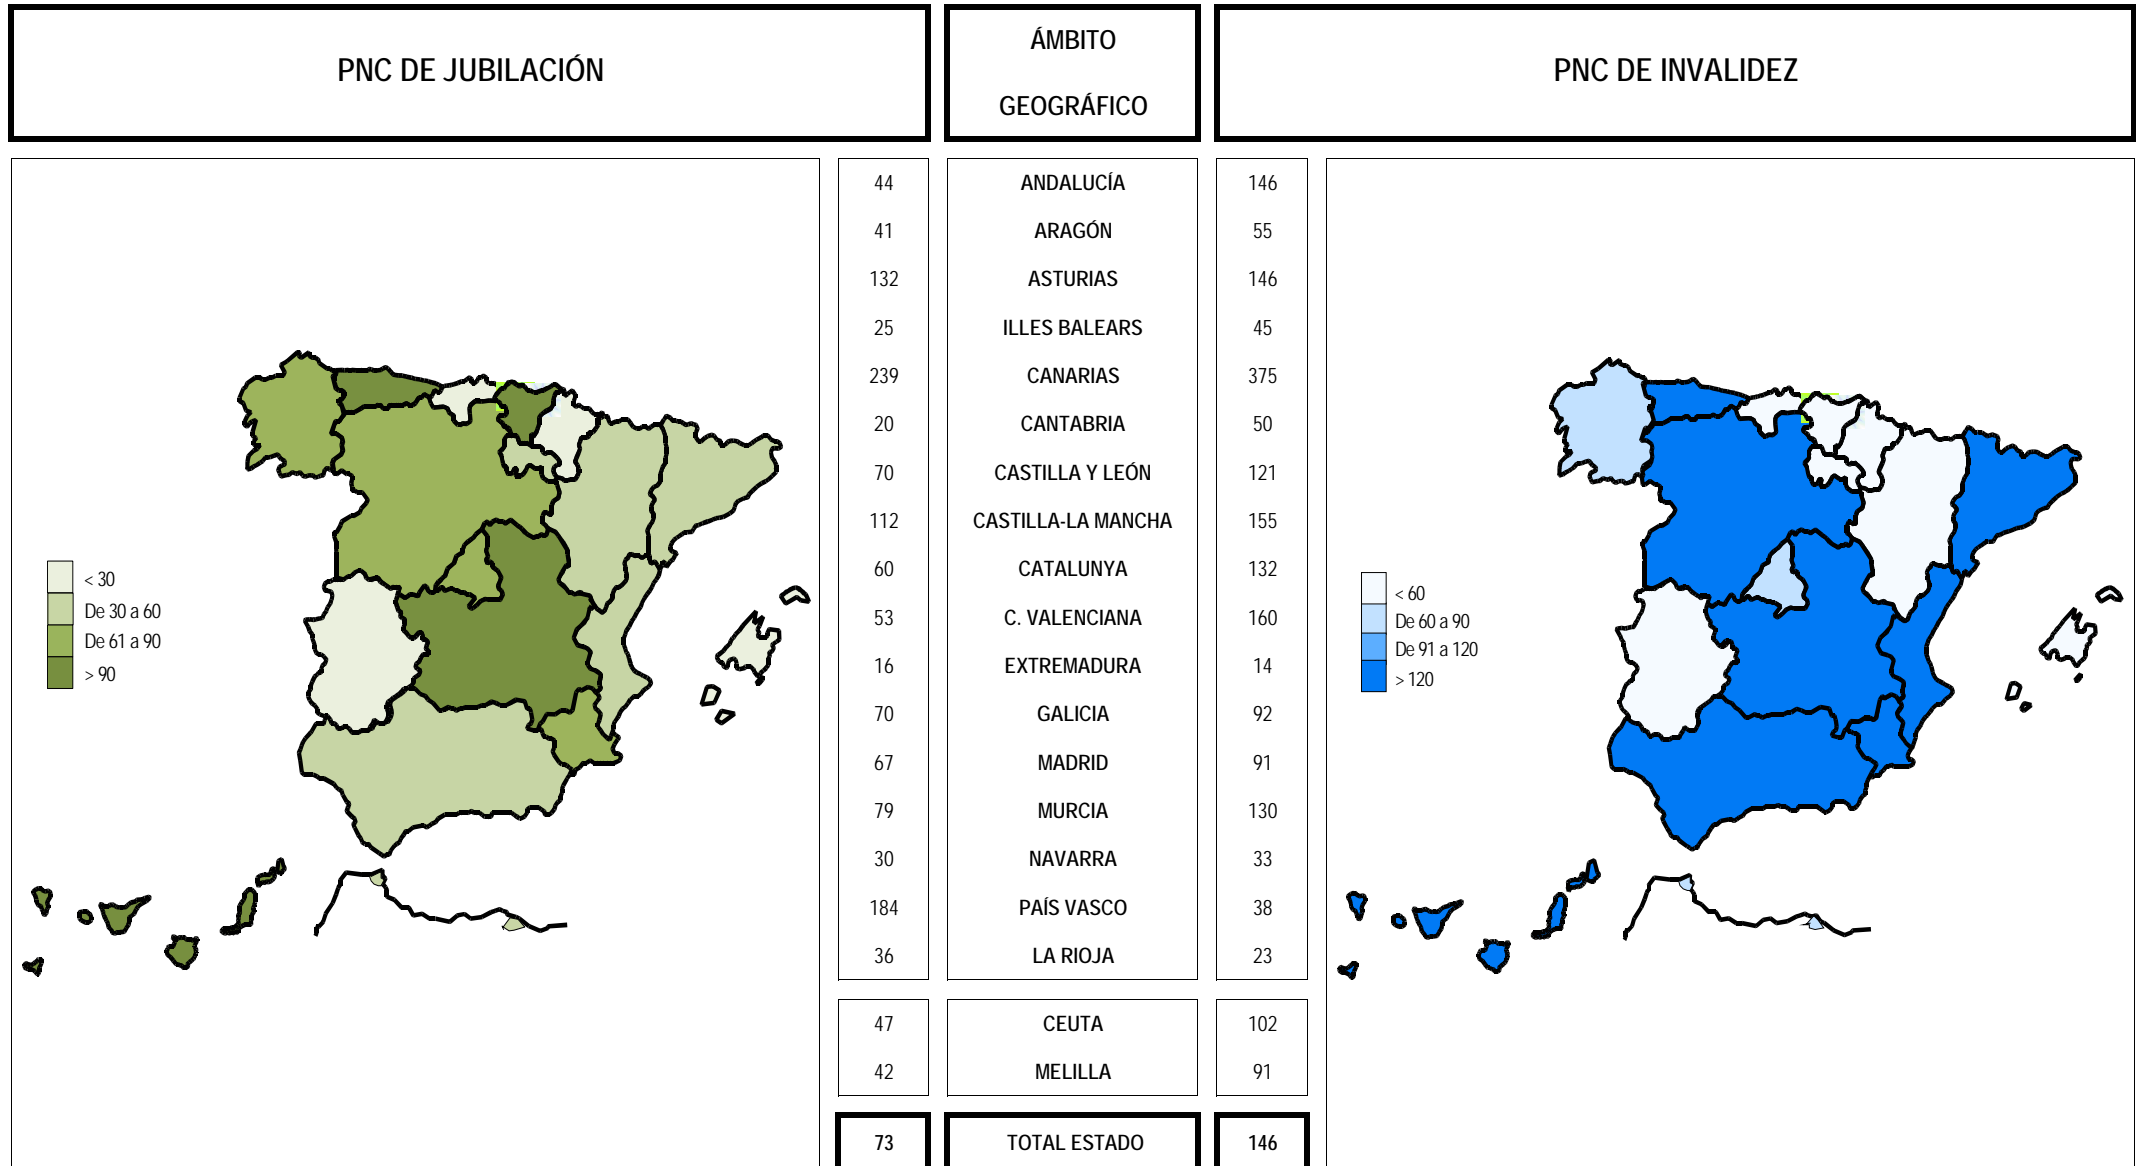 PNC DE JUBILACIÓN
ÁMBITO
GEOGRÁFICO
PNC DE INVALIDEZ
44 ANDALUCÍA 146
41 ARAGÓN 55
132 ASTURIAS 146
25 ILLES BALEARS 45
239 CANARIAS 375
20 CANTABRIA 50
70 CASTILLA Y LEÓN 121
112 CASTILLA-LA MANCHA 155
60 CATALUNYA 132
53 C. VALENCIANA 160
16 EXTREMADURA 14
70 GALICIA 92
67 MADRID 91
79 MURCIA 130
30 NAVARRA 33
184 PAÍS VASCO 38
36 LA RIOJA 23
47 CEUTA 102
42 MELILLA 91
73 TOTAL ESTADO 146
< 30
De 30 a 60
De 61 a 90
> 90
< 60
De 60 a 90
De 91 a 120
> 120